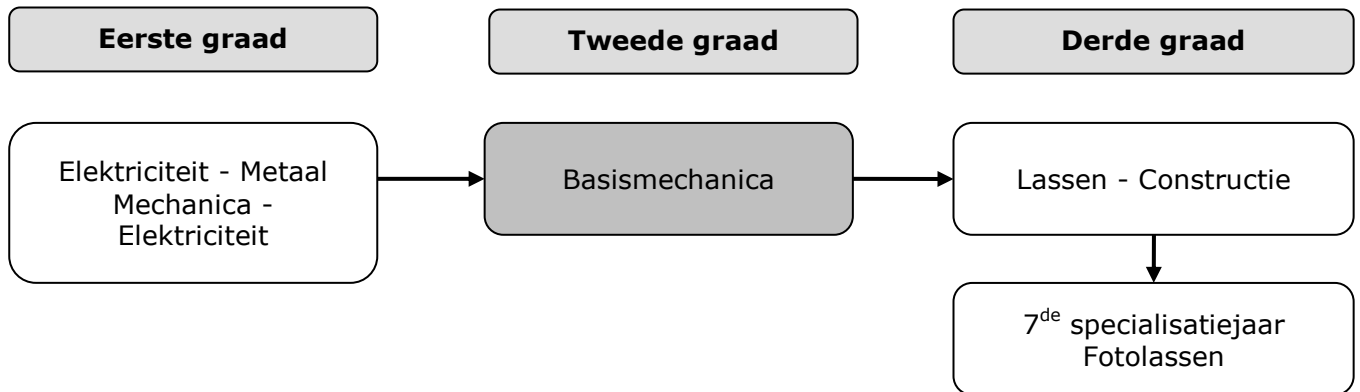 Eerste graad
Tweede graad
Derde graad
Elektriciteit - Metaal
Mechanica -
Elektriciteit
Basismechanica
Lassen - Constructie
7de specialisatiejaar
Fotolassen